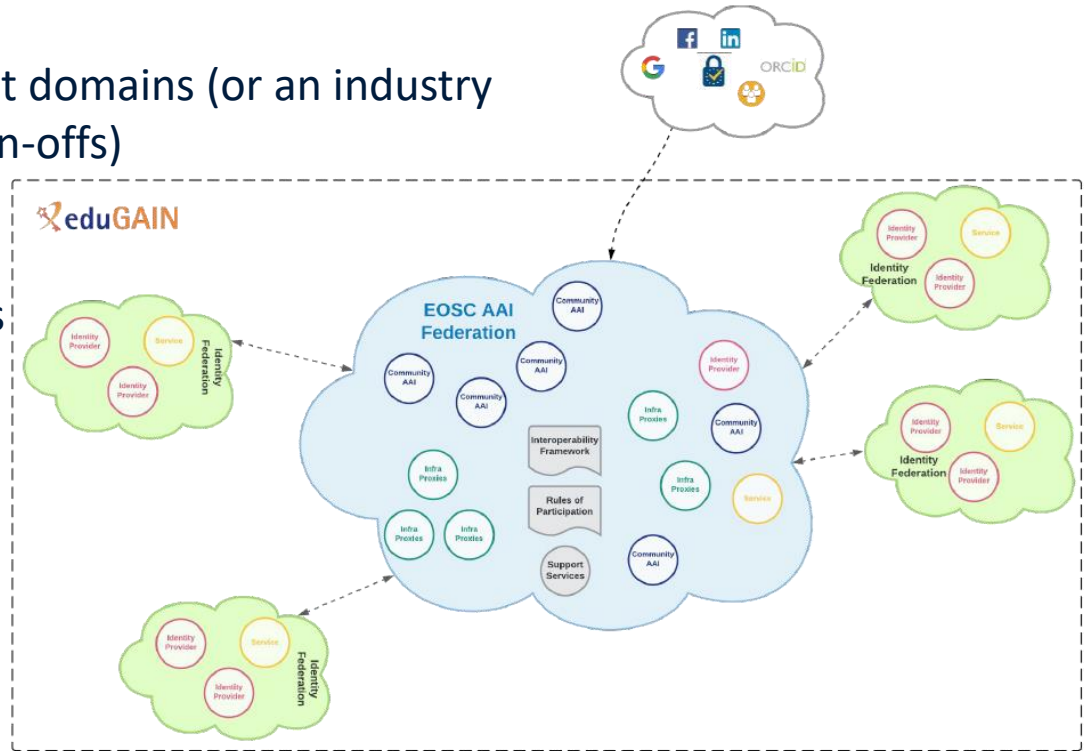 t domains (or an industry
n-offs)
s
G
f
in
ORCiD
eduGAIN
EOSC AAI
Federation
Community
AAI
Community
AAI
Community
AAI
Community
AAI
Identity
Provider
Infra
Proxies
Community
AAI
Interoperability
Framework
Infra
Proxies
Infra
Proxies
Service
Rules of
Participation
Infra
Proxies
Infra
Proxies
Support
Services
Community
AAI
Identity
Provider
Service
Identity
Provider
Identity
Federation
Identity
Provider
Service
Identity
Federation
Identity
Provider
Identity
Provider
Service
Identity
Federation
Identity
Provider
Identity
Provider
Service
Identity
Provider
Identity
Federation